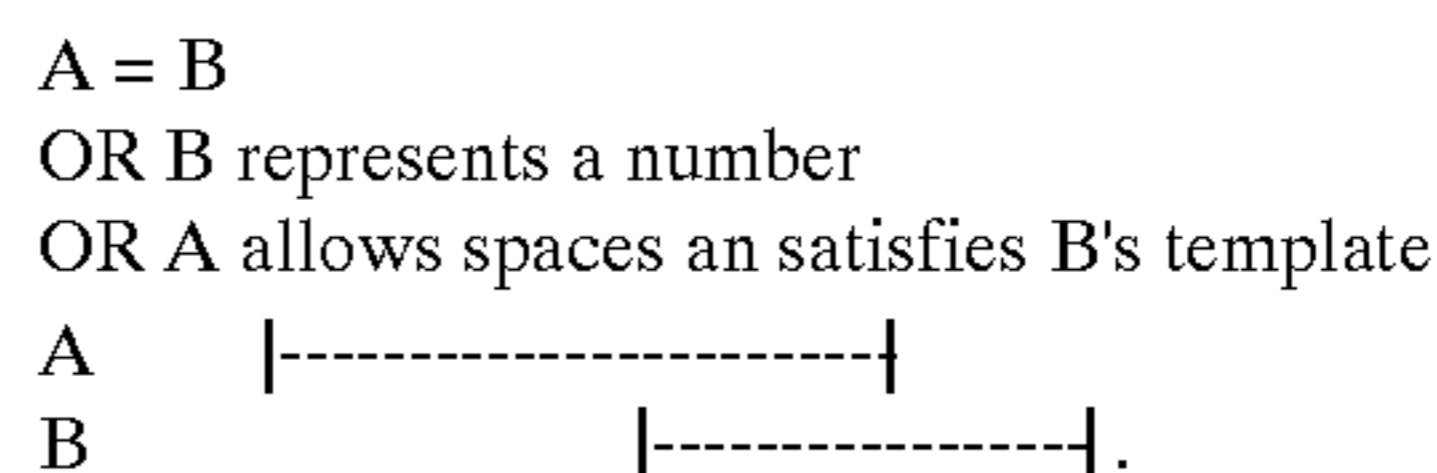 A = B
OR B represents a number
OR A allows spaces an satisfies B's template
A |------------------------|
B |-----------------| .